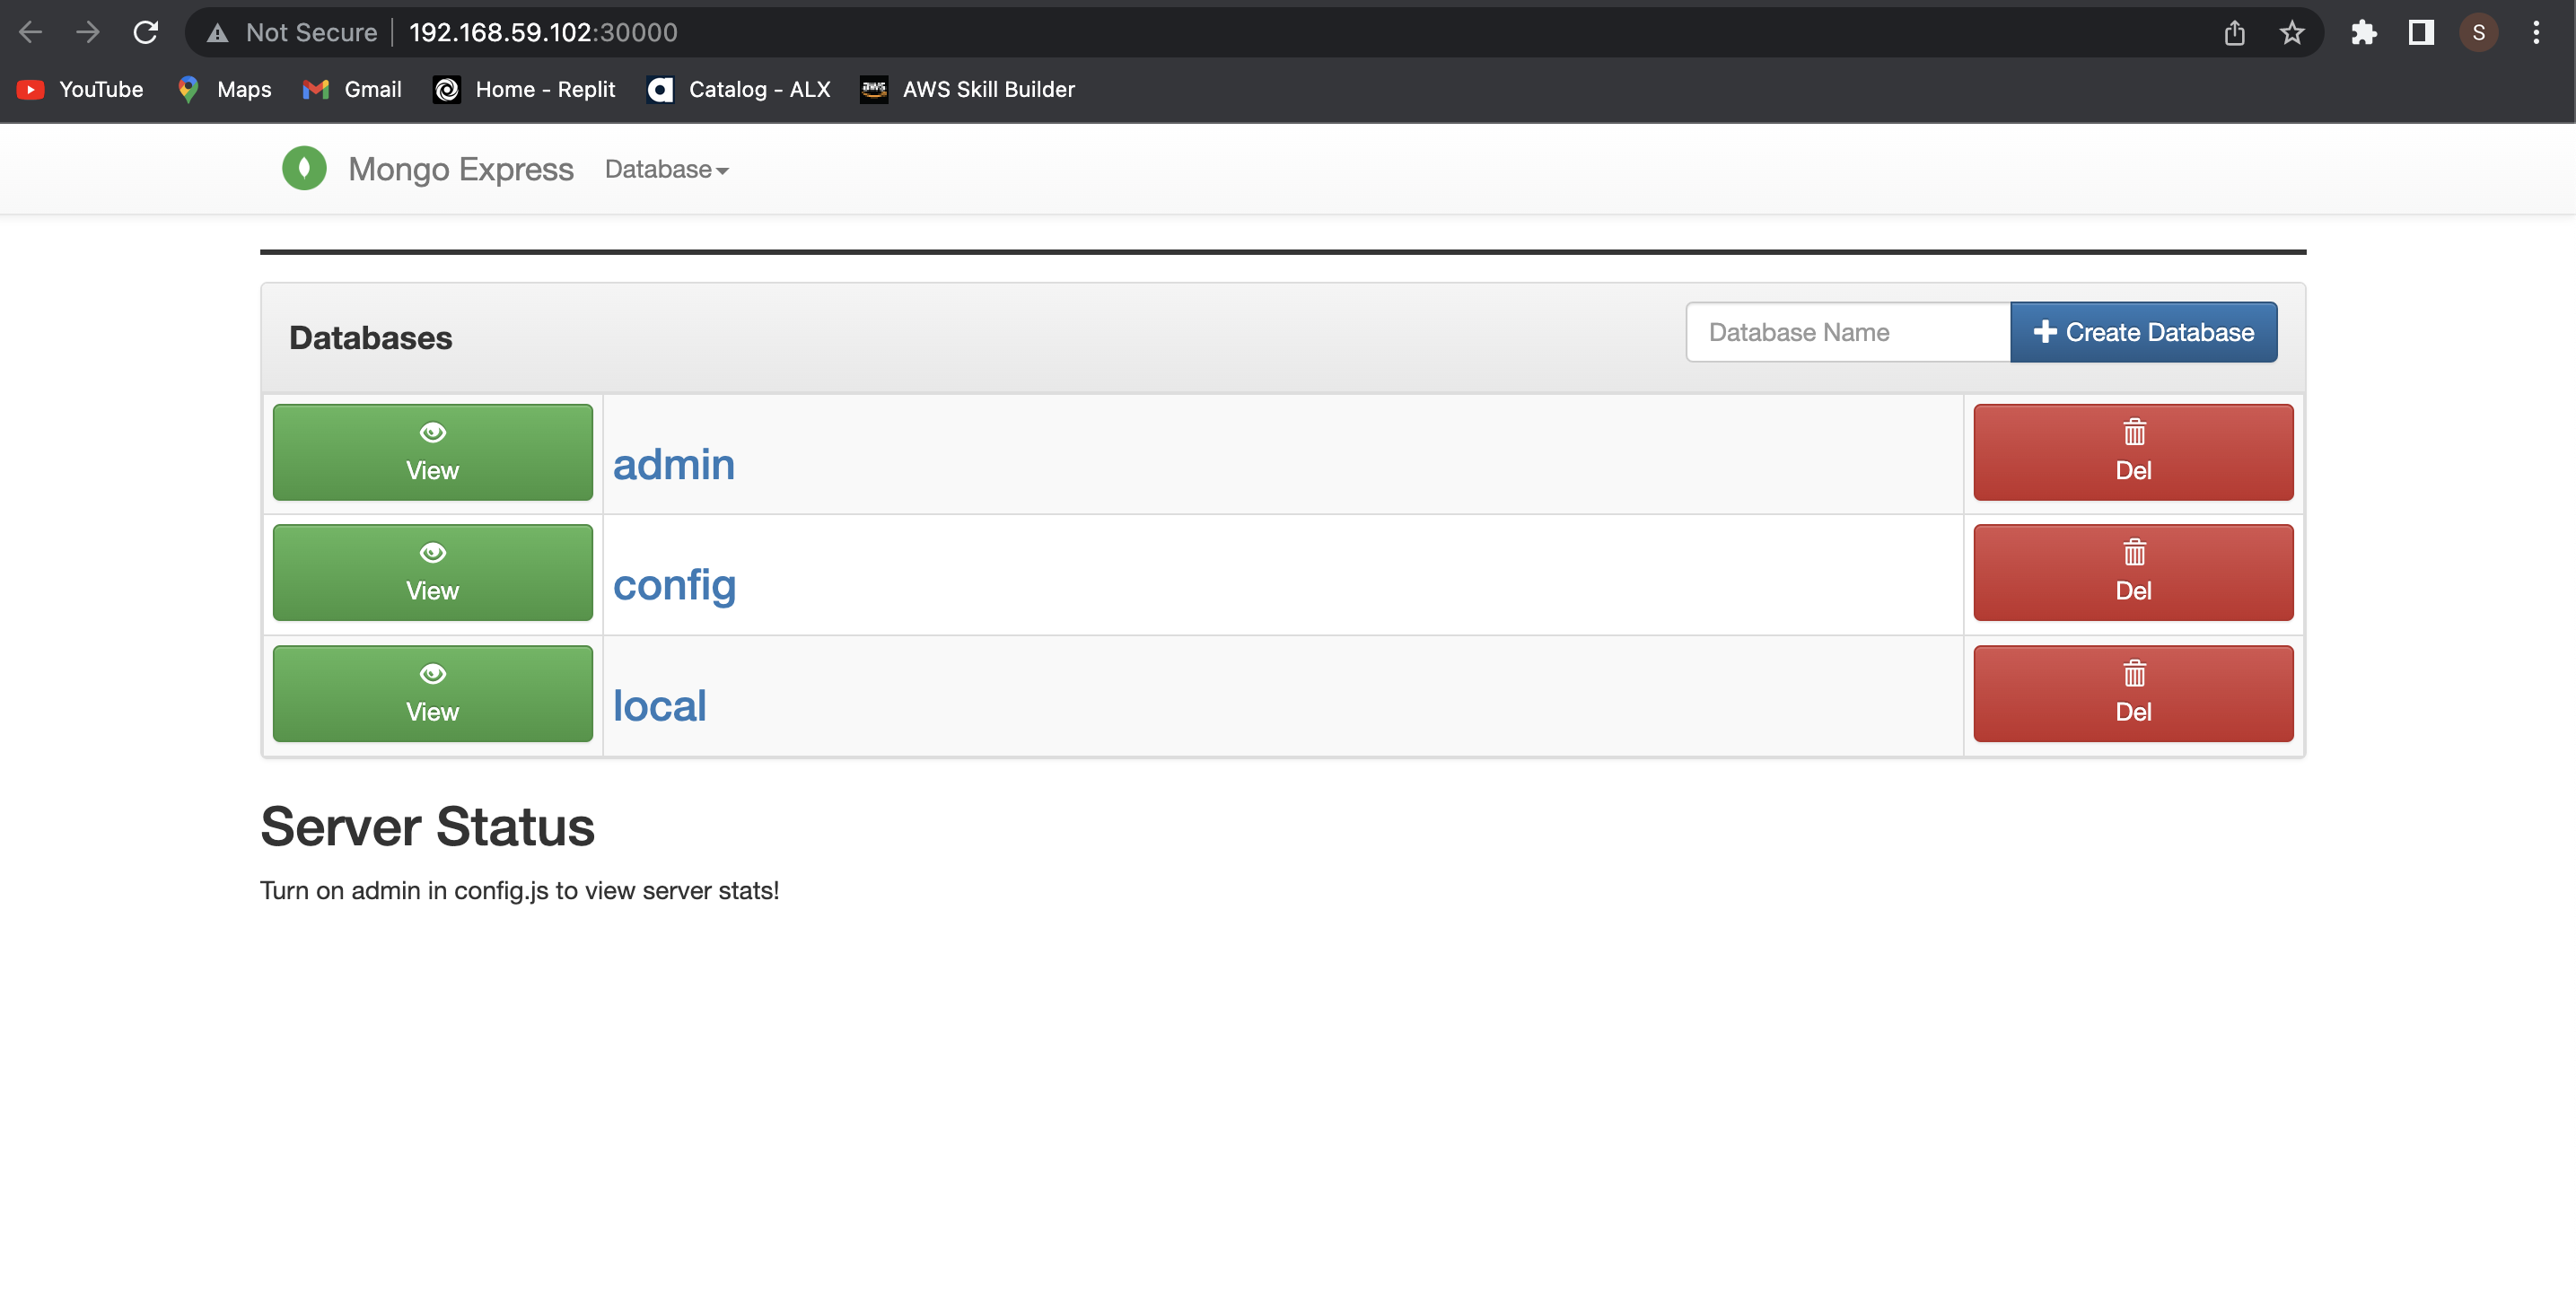 Not Secure 192.168.59.102:30000
S
YouTube Maps Gmail Home - Replit Catalog - ALX aws AWS Skill Builder
Mongo Express Database
Databases Database Name Create Database
View admin Del
View config Del
View local Del
Server Status
Turn on admin in config.js to view server stats!